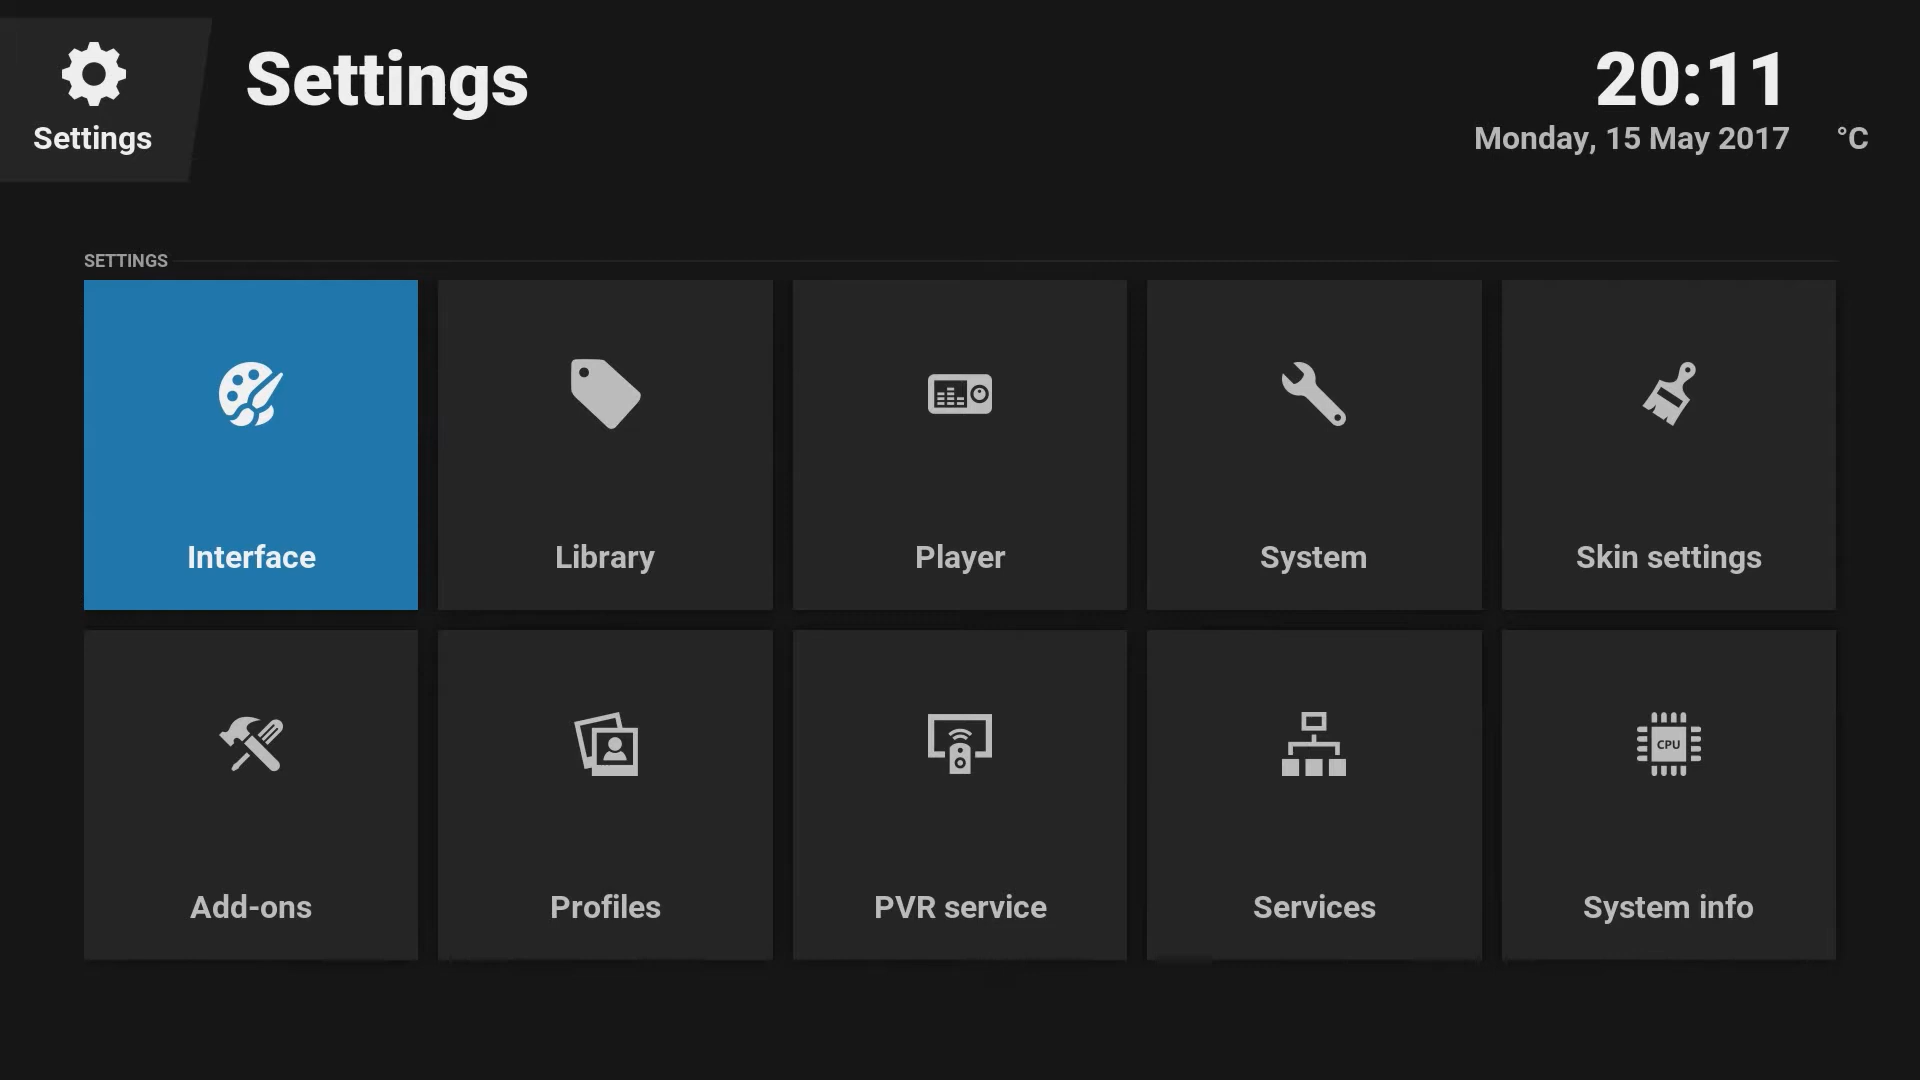 Settings
Settings
20:11
Monday, 15 May 2017 °C
SETTINGS
Interface
Library
Player
System
Skin settings
Add-ons
Profiles
PVR service
Services
CPU
System info